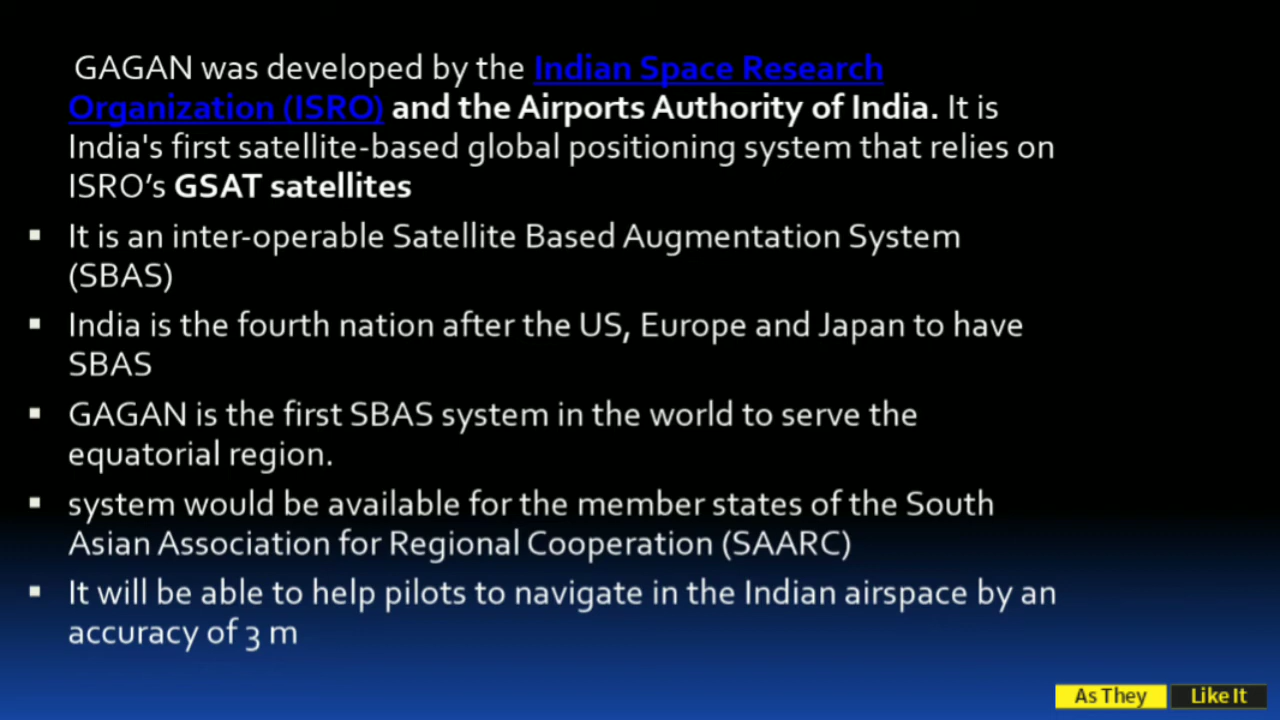 GAGAN was developed by the Indian Space Research
Organization (ISRO) and the Airports Authority of India. It is
India's first satellite-based global positioning system that relies on
ISRO’s GSAT satellites
▪ It is an inter-operable Satellite Based Augmentation System
(SBAS)
▪ India is the fourth nation after the US, Europe and Japan to have
SBAS
▪ GAGAN is the first SBAS system in the world to serve the
equatorial region.
▪ system would be available for the member states of the South
Asian Association for Regional Cooperation (SAARC)
▪ It will be able to help pilots to navigate in the Indian airspace by an
accuracy of 3 m
As They Like It